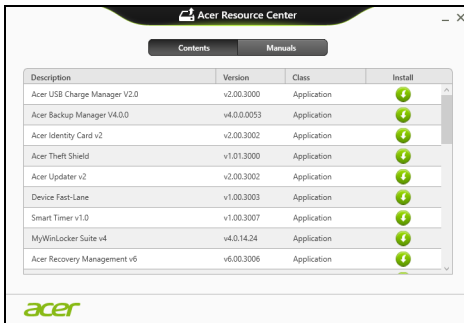 Acer Resource Center
Contents Manuals
Description Version Class Install
Acer USB Charge Manager V2.0 v2.00.3000 Application
Acer Backup Manager V4.0.0 v4.0.0.0053 Application
Acer Identity Card v2 v2.00.3002 Application
Acer Theft Shield v1.01.3000 Application
Acer Updater v2 v2.00.3002 Application
Device Fast-Lane v1.00.3003 Application
Smart Timer v1.0 v1.00.3007 Application
MyWinLocker Suite v4 v4.0.14.24 Application
Acer Recovery Management v6 v6.00.3006 Application
acer